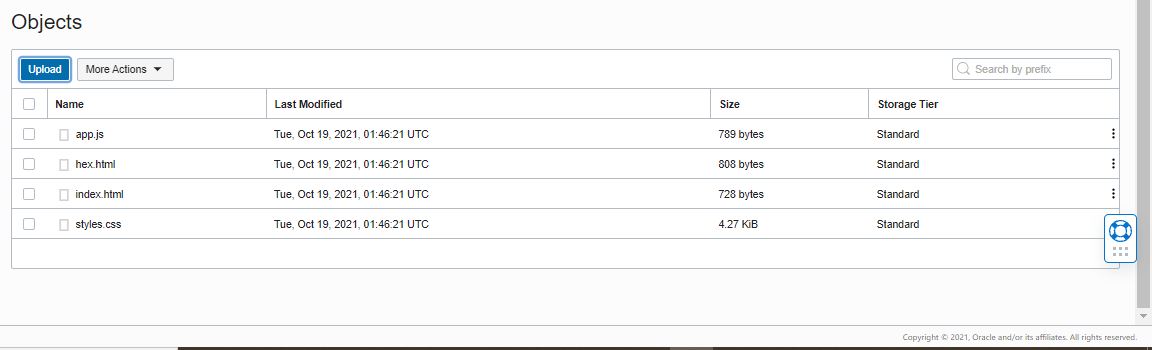 Objects
Upload More Actions Search by prefix
Name Last Modified Size Storage Tier
app.js Tue, Oct 19, 2021, 01:46:21 UTC 789 bytes Standard
hex.html Tue, Oct 19, 2021, 01:46:21 UTC 808 bytes Standard
index.html Tue, Oct 19, 2021, 01:46:21 UTC 728 bytes Standard
styles.css Tue, Oct 19, 2021, 01:46:21 UTC 4.27 KiB Standard
Copyright © 2021, Oracle and/or its affiliates. All rights reserved.